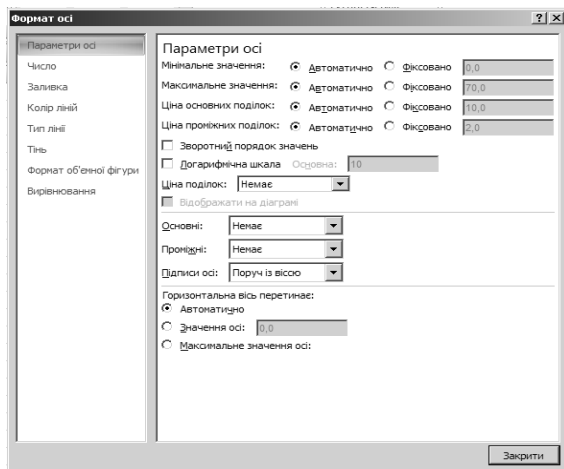 Формат осі
Параметри осі
Число
Заливка
Колір ліній
Тип лінії
Тінь
Формат об'ємної фігури
Вирівнювання
Параметри осі
Мінімальне значення: Автоматично Фіксовано 0,0
Максимальне значення: Автоматично Фіксовано 70,0
Ціна основних поділок: Автоматично Фіксовано 10,0
Ціна проміжних поділок: Автоматично Фіксовано 2,0
Зворотний порядок значень
Логарифмічна шкала Основна: 10
Ціна поділок: Немає
Відображати на діаграмі
Основні: Немає
Проміжні: Немає
Підписи осі: Поруч із віссю
Горизонтальна вісь перетинає:
Автоматично
Значення осі: 0,0
Максимальне значення осі:
Закрити